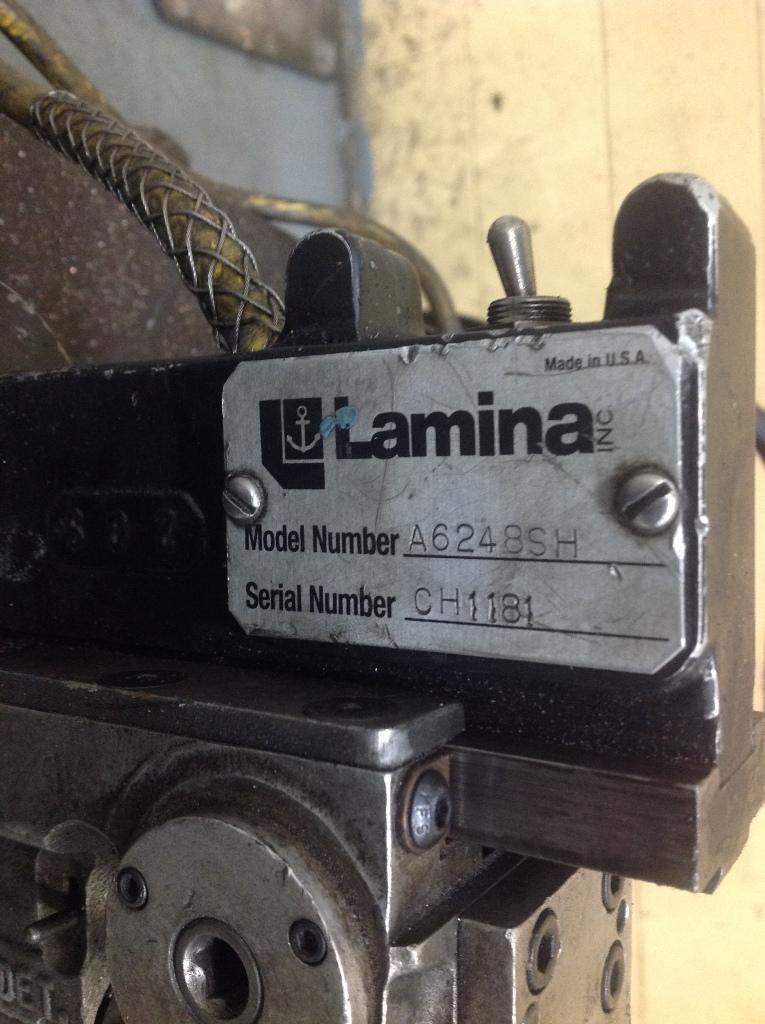 Made in U.S.A.
Lamina INC.
Model Number A6248SH
Serial Number CH1181